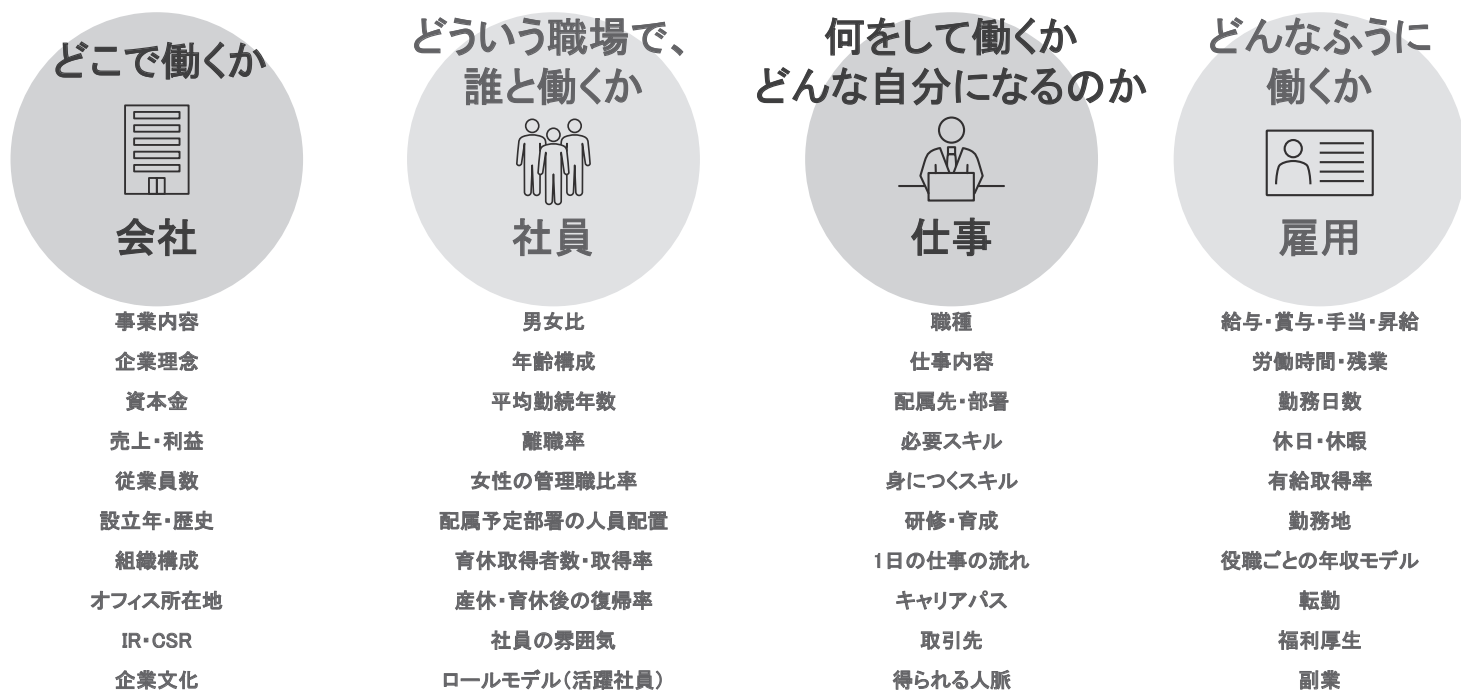 どこで働くか
会社
事業内容
企業理念
資本金
売上・利益
従業員数
設立年・歴史
組織構成
オフィス所在地
IR・CSR
企業文化
どういう職場で、
誰と働くか
社員
男女比
年齢構成
平均勤続年数
離職率
女性の管理職比率
配属予定部署の人員配置
育休取得者数・取得率
産休・育休後の復帰率
社員の雰囲気
ロールモデル（活躍社員）
何をして働くか
どんな自分になるのか
仕事
職種
仕事内容
配属先・部署
必要スキル
身につくスキル
研修・育成
1日の仕事の流れ
キャリアパス
取引先
得られる人脈
どんなふうに
働くか
雇用
給与・賞与・手当・昇給
労働時間・残業
勤務日数
休日・休暇
有給取得率
勤務地
役職ごとの年収モデル
転勤
福利厚生
副業